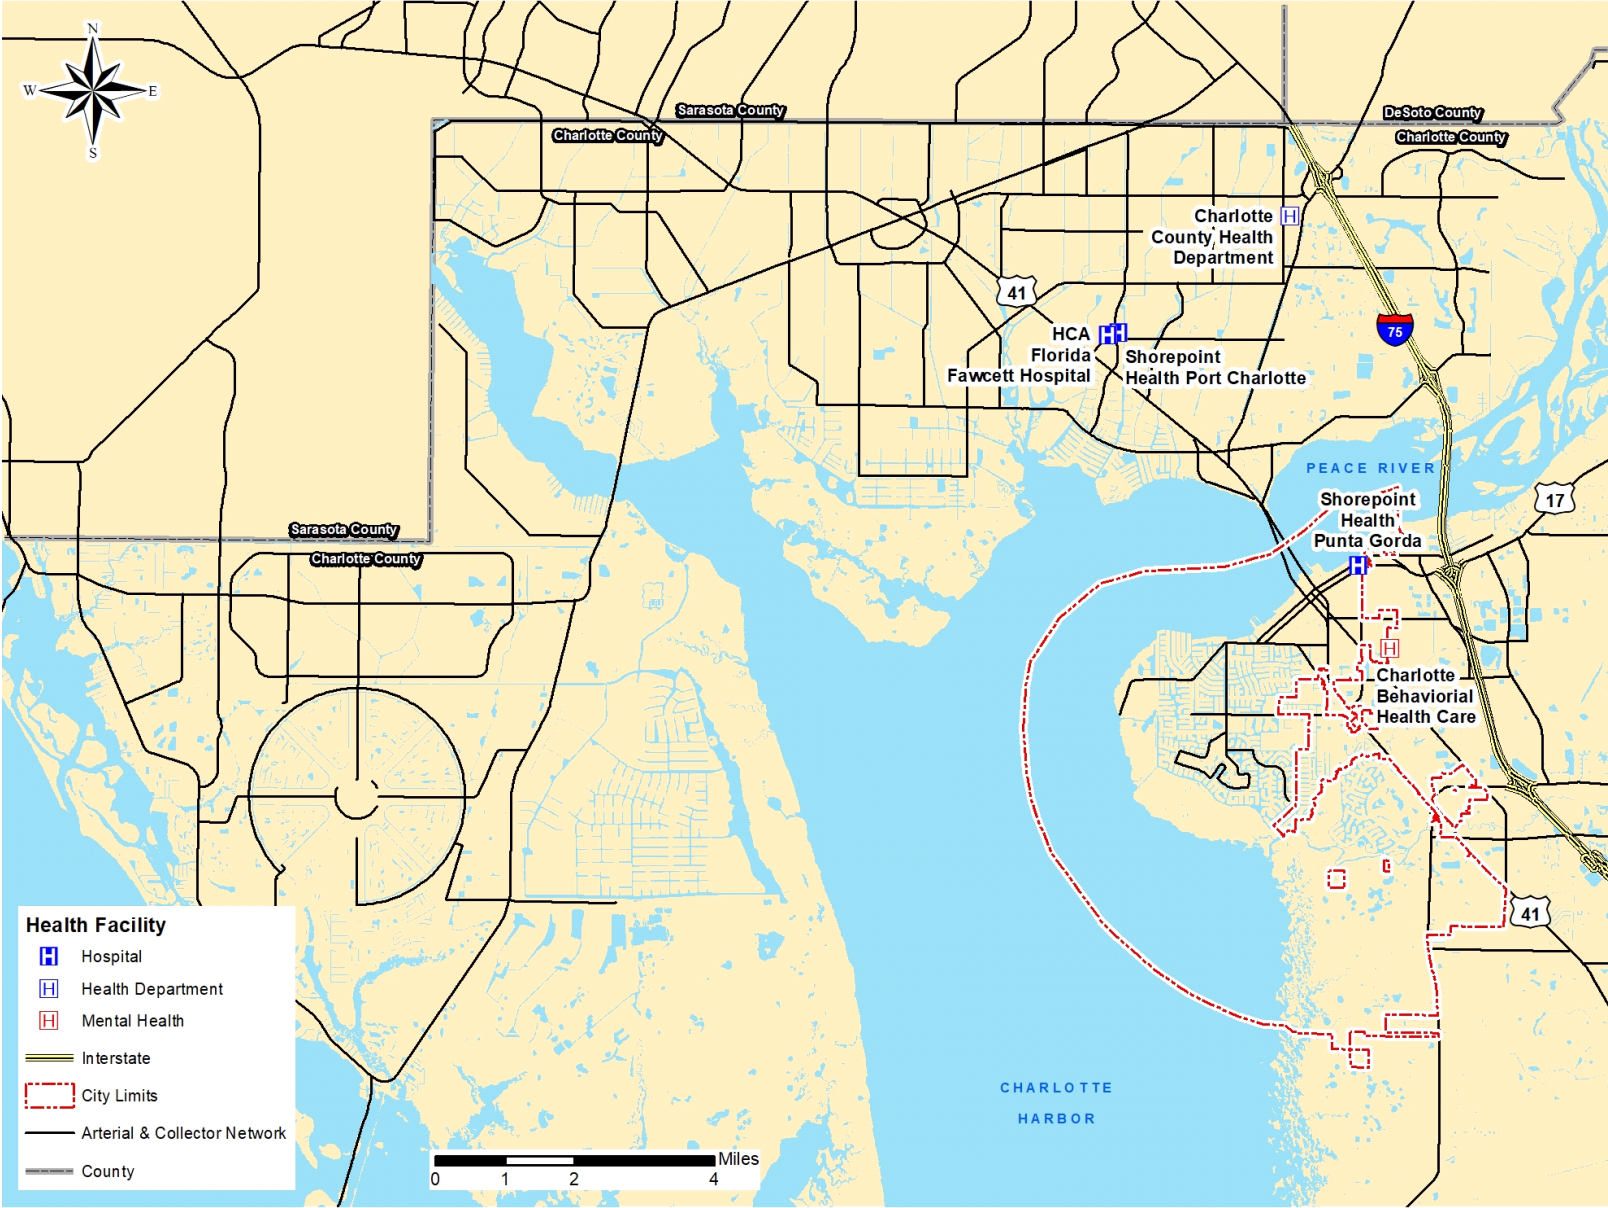 N
W
E
S
Sarasota County
Charlotte County
DeSoto County
Charlotte County
Charlotte
County Health
Department
H
41
HCA
Florida
Fawcett Hospital
H
H
Shorepoint
Health Port Charlotte
75
PEACE RIVER
Shorepoint
Health
Punta Gorda
H
17
Sarasota County
Charlotte County
H
Charlotte
Behaviorial
Health Care
41
CHARLOTTE
HARBOR
Health Facility
H Hospital
H Health Department
H Mental Health
Interstate
City Limits
Arterial & Collector Network
County
Miles
0 1 2 4